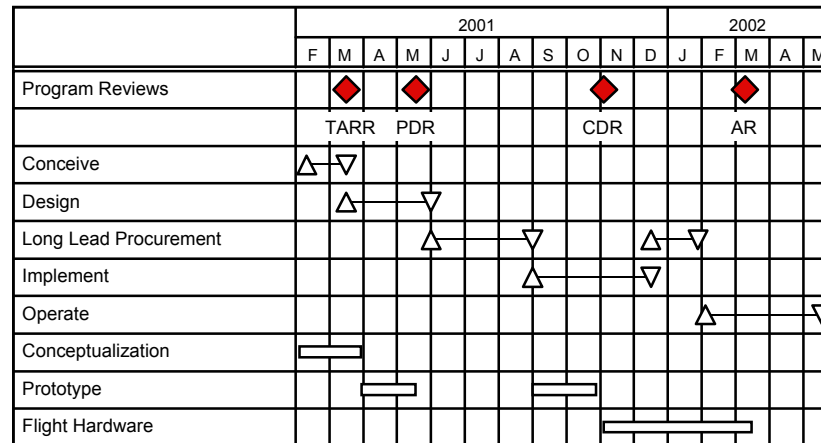 2001 2002
F M A M J J A S O N D J F M A M
Program Reviews
TARR PDR CDR AR
Conceive
Design
Long Lead Procurement
Implement
Operate
Conceptualization
Prototype
Flight Hardware